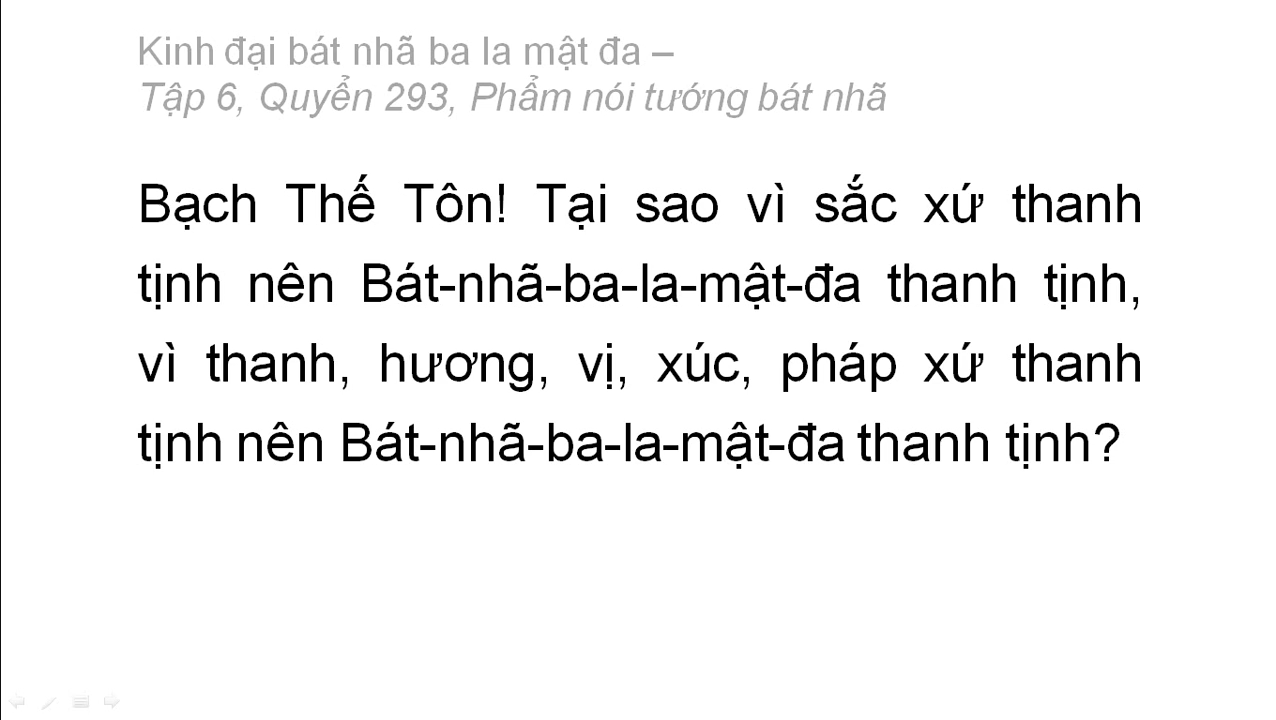 Kinh đại bát nhã ba la mật đa –
Tập 6, Quyển 293, Phẩm nói tướng bát nhã
Bạch Thế Tôn! Tại sao vì sắc xứ thanh
tịnh nên Bát-nhã-ba-la-mật-đa thanh tịnh,
vì thanh, hương, vị, xúc, pháp xứ thanh
tịnh nên Bát-nhã-ba-la-mật-đa thanh tịnh?